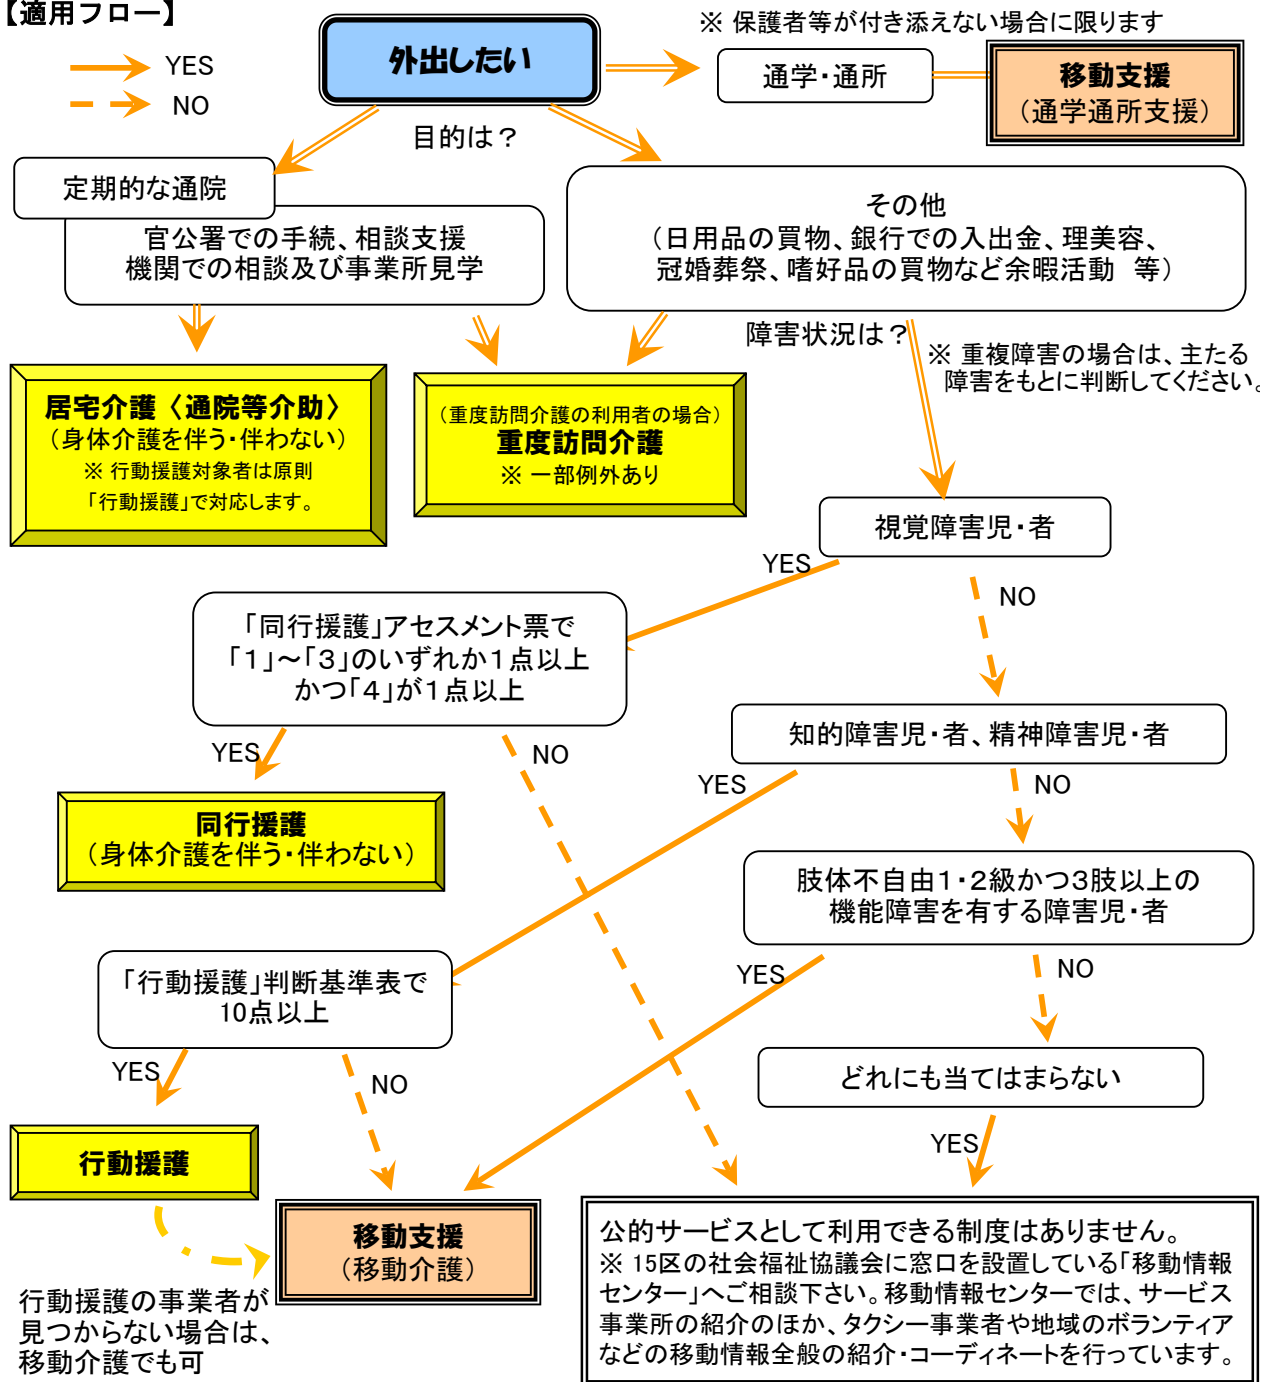 【適用フロー】
YES
NO
外出したい
※ 保護者等が付き添えない場合に限ります
通学・通所
移動支援
（通学通所支援）
目的は？
定期的な通院
官公署での手続、相談支援
機関での相談及び事業所見学
その他
（日用品の買物、銀行での入出金、理美容、
冠婚葬祭、嗜好品の買物など余暇活動　等）
障害状況は？
※ 重複障害の場合は、主たる
障害をもとに判断してください。
居宅介護〈通院等介助〉
（身体介護を伴う・伴わない）
※ 行動援護対象者は原則
「行動援護」で対応します。
（重度訪問介護の利用者の場合）
重度訪問介護
※ 一部例外あり
視覚障害児・者
YES
NO
「同行援護」アセスメント票で
「１」～「３」のいずれか１点以上
かつ「４」が１点以上
YES
NO
知的障害児・者、精神障害児・者
YES
NO
同行援護
（身体介護を伴う・伴わない）
肢体不自由１・２級かつ３肢以上の
機能障害を有する障害児・者
YES
NO
「行動援護」判断基準表で
10点以上
YES
NO
どれにも当てはまらない
YES
行動援護
移動支援
（移動介護）
行動援護の事業者が
見つからない場合は、
移動介護でも可
公的サービスとして利用できる制度はありません。
※ 15区の社会福祉協議会に窓口を設置している「移動情報
センター」へご相談下さい。移動情報センターでは、サービス
事業所の紹介のほか、タクシー事業者や地域のボランティア
などの移動情報全般の紹介・コーディネートを行っています。